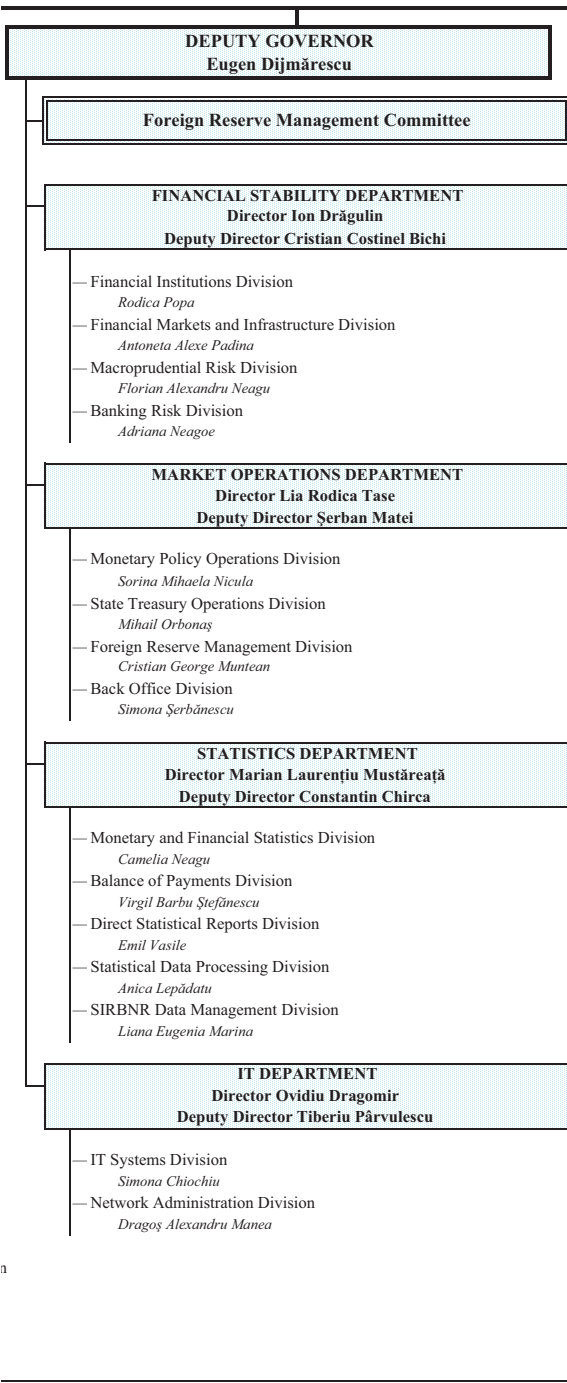 DEPUTY GOVERNOR
Eugen Dijmărescu
Foreign Reserve Management Committee
FINANCIAL STABILITY DEPARTMENT
Director Ion Drăgulin
Deputy Director Cristian Costinel Bichi
Financial Institutions Division
Rodica Popa
Financial Markets and Infrastructure Division
Antoneta Alexe Padina
Macroprudential Risk Division
Florian Alexandru Neagu
Banking Risk Division
Adriana Neagoe
MARKET OPERATIONS DEPARTMENT
Director Lia Rodica Tase
Deputy Director Şerban Matei
Monetary Policy Operations Division
Sorina Mihaela Nicula
State Treasury Operations Division
Mihail Orbonaş
Foreign Reserve Management Division
Cristian George Muntean
Back Office Division
Simona Şerbănescu
STATISTICS DEPARTMENT
Director Marian Laurenţiu Mustăreaţă
Deputy Director Constantin Chirca
Monetary and Financial Statistics Division
Camelia Neagu
Balance of Payments Division
Virgil Barbu Ştefănescu
Direct Statistical Reports Division
Emil Vasile
Statistical Data Processing Division
Anica Lepădatu
SIRBNR Data Management Division
Liana Eugenia Marina
IT DEPARTMENT
Director Ovidiu Dragomir
Deputy Director Tiberiu Pârvulescu
IT Systems Division
Simona Chiochiu
Network Administration Division
Dragoş Alexandru Manea